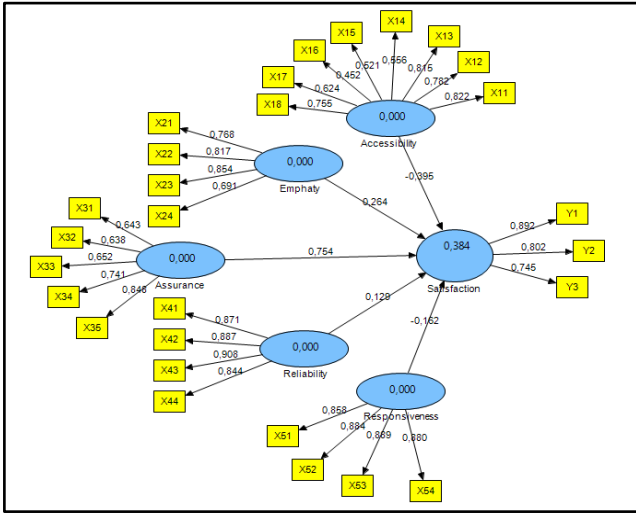 X14
X15
X13
X16
X12
X17
X11
X18
0,556
0,521
0,815
0,452
0,782
0,624
0,822
0,755
0,000
Accessibility
X21
X22
X23
X24
0,768
0,817
0,854
0,691
0,000
Emphaty
-0,395
0,264
X31
X32
X33
X34
X35
0,643
0,638
0,652
0,741
0,846
0,000
Assurance
0,754
0,384
Satisfaction
0,892
0,802
0,745
Y1
Y2
Y3
X41
X42
X43
X44
0,871
0,887
0,908
0,844
0,000
Reliability
0,129
-0,162
0,000
Responsiveness
0,858
0,884
0,889
0,880
X51
X52
X53
X54